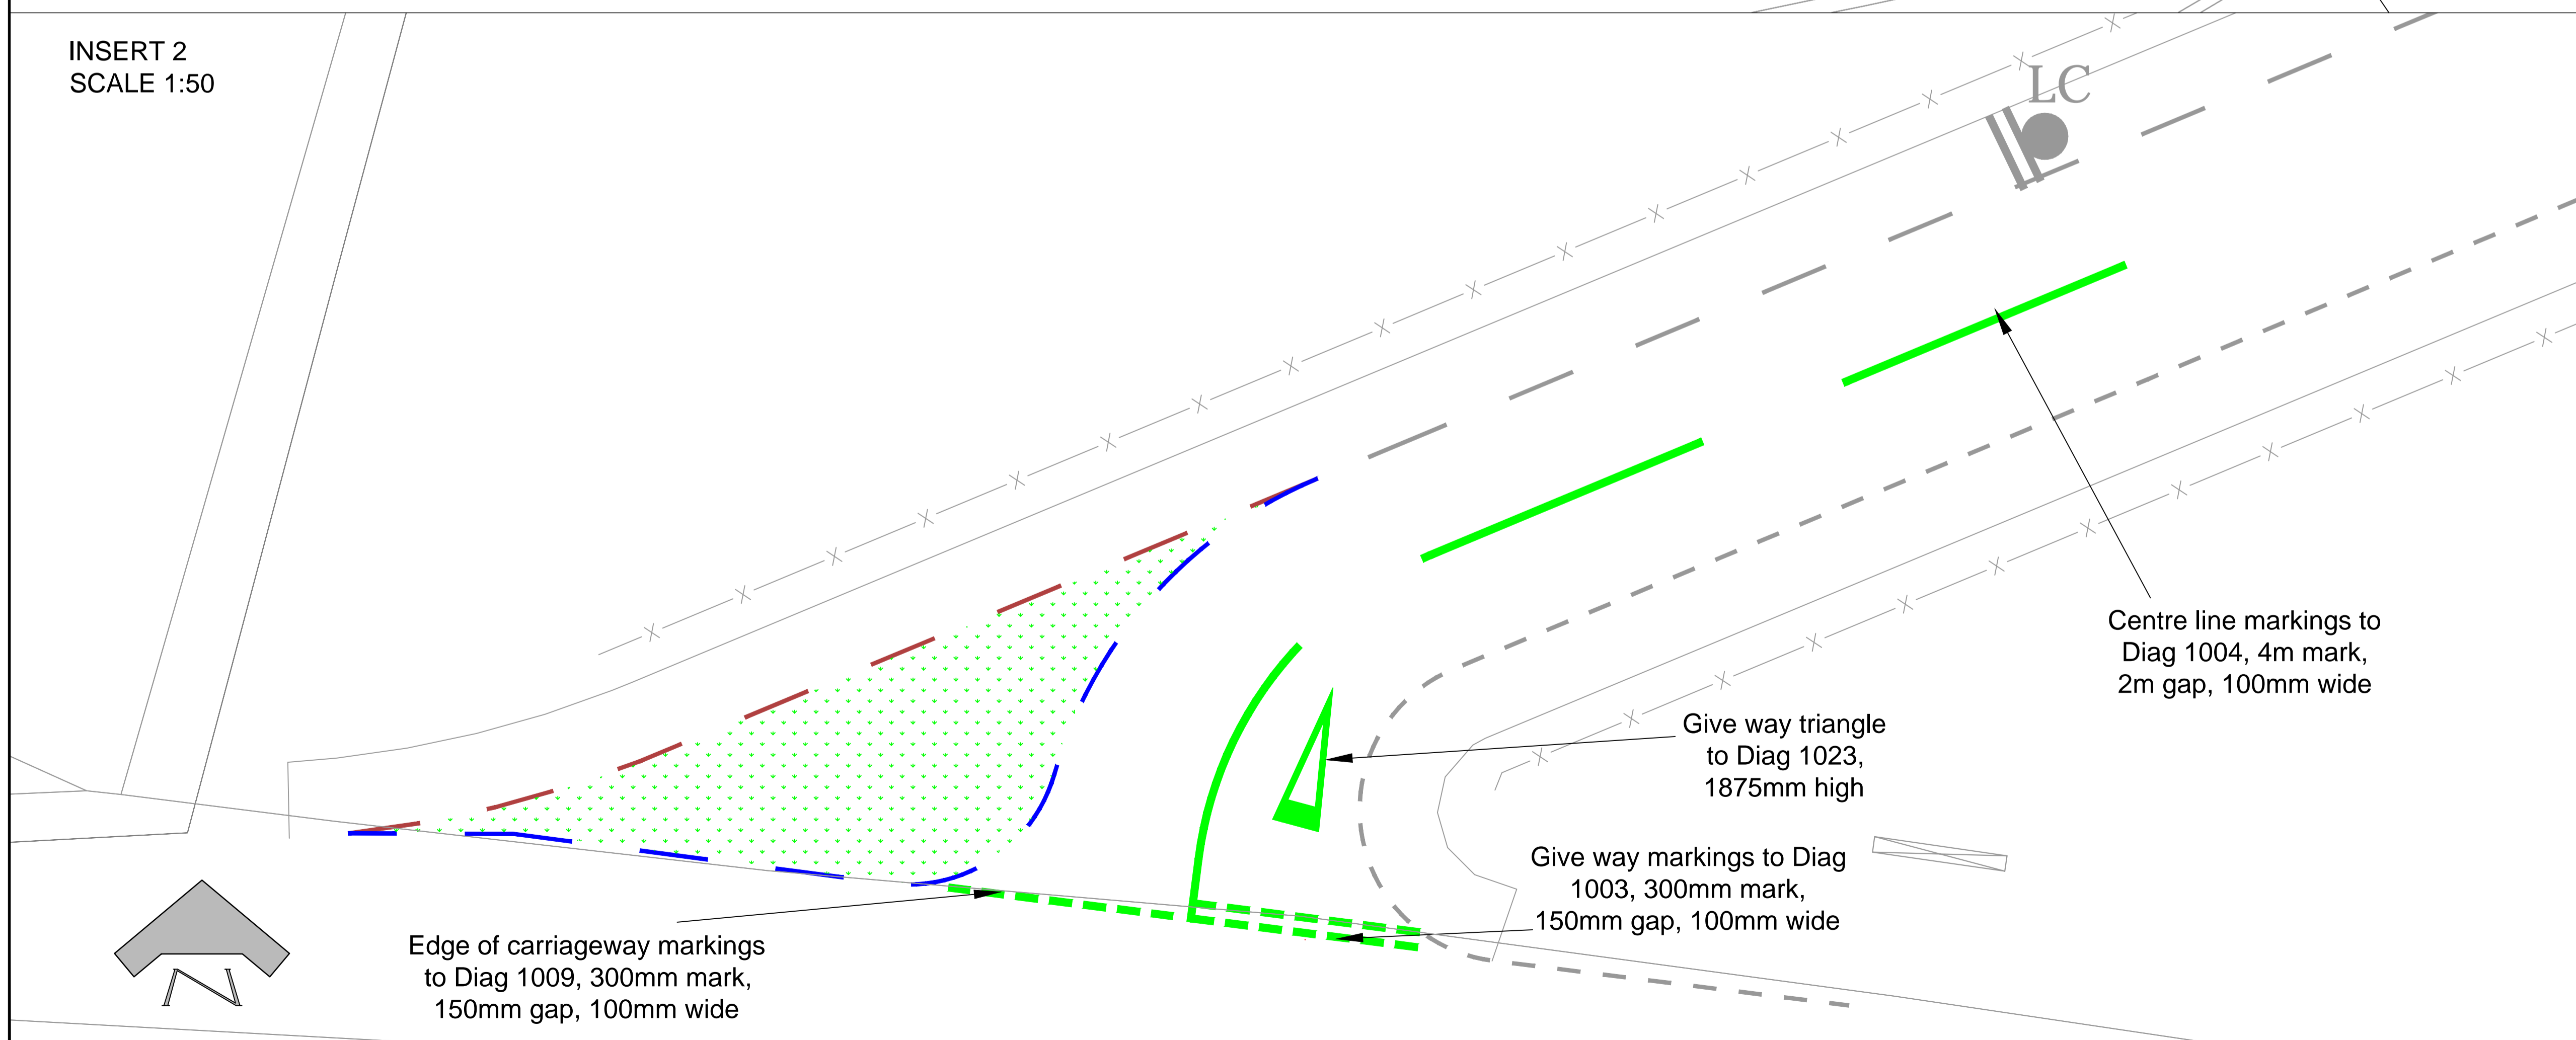 INSERT 2
SCALE 1:50
LC
Centre line markings to
Diag 1004, 4m mark,
2m gap, 100mm wide
Give way triangle
to Diag 1023,
1875mm high
Give way markings to Diag
1003, 300mm mark,
150mm gap, 100mm wide
Edge of carriageway markings
to Diag 1009, 300mm mark,
150mm gap, 100mm wide
N